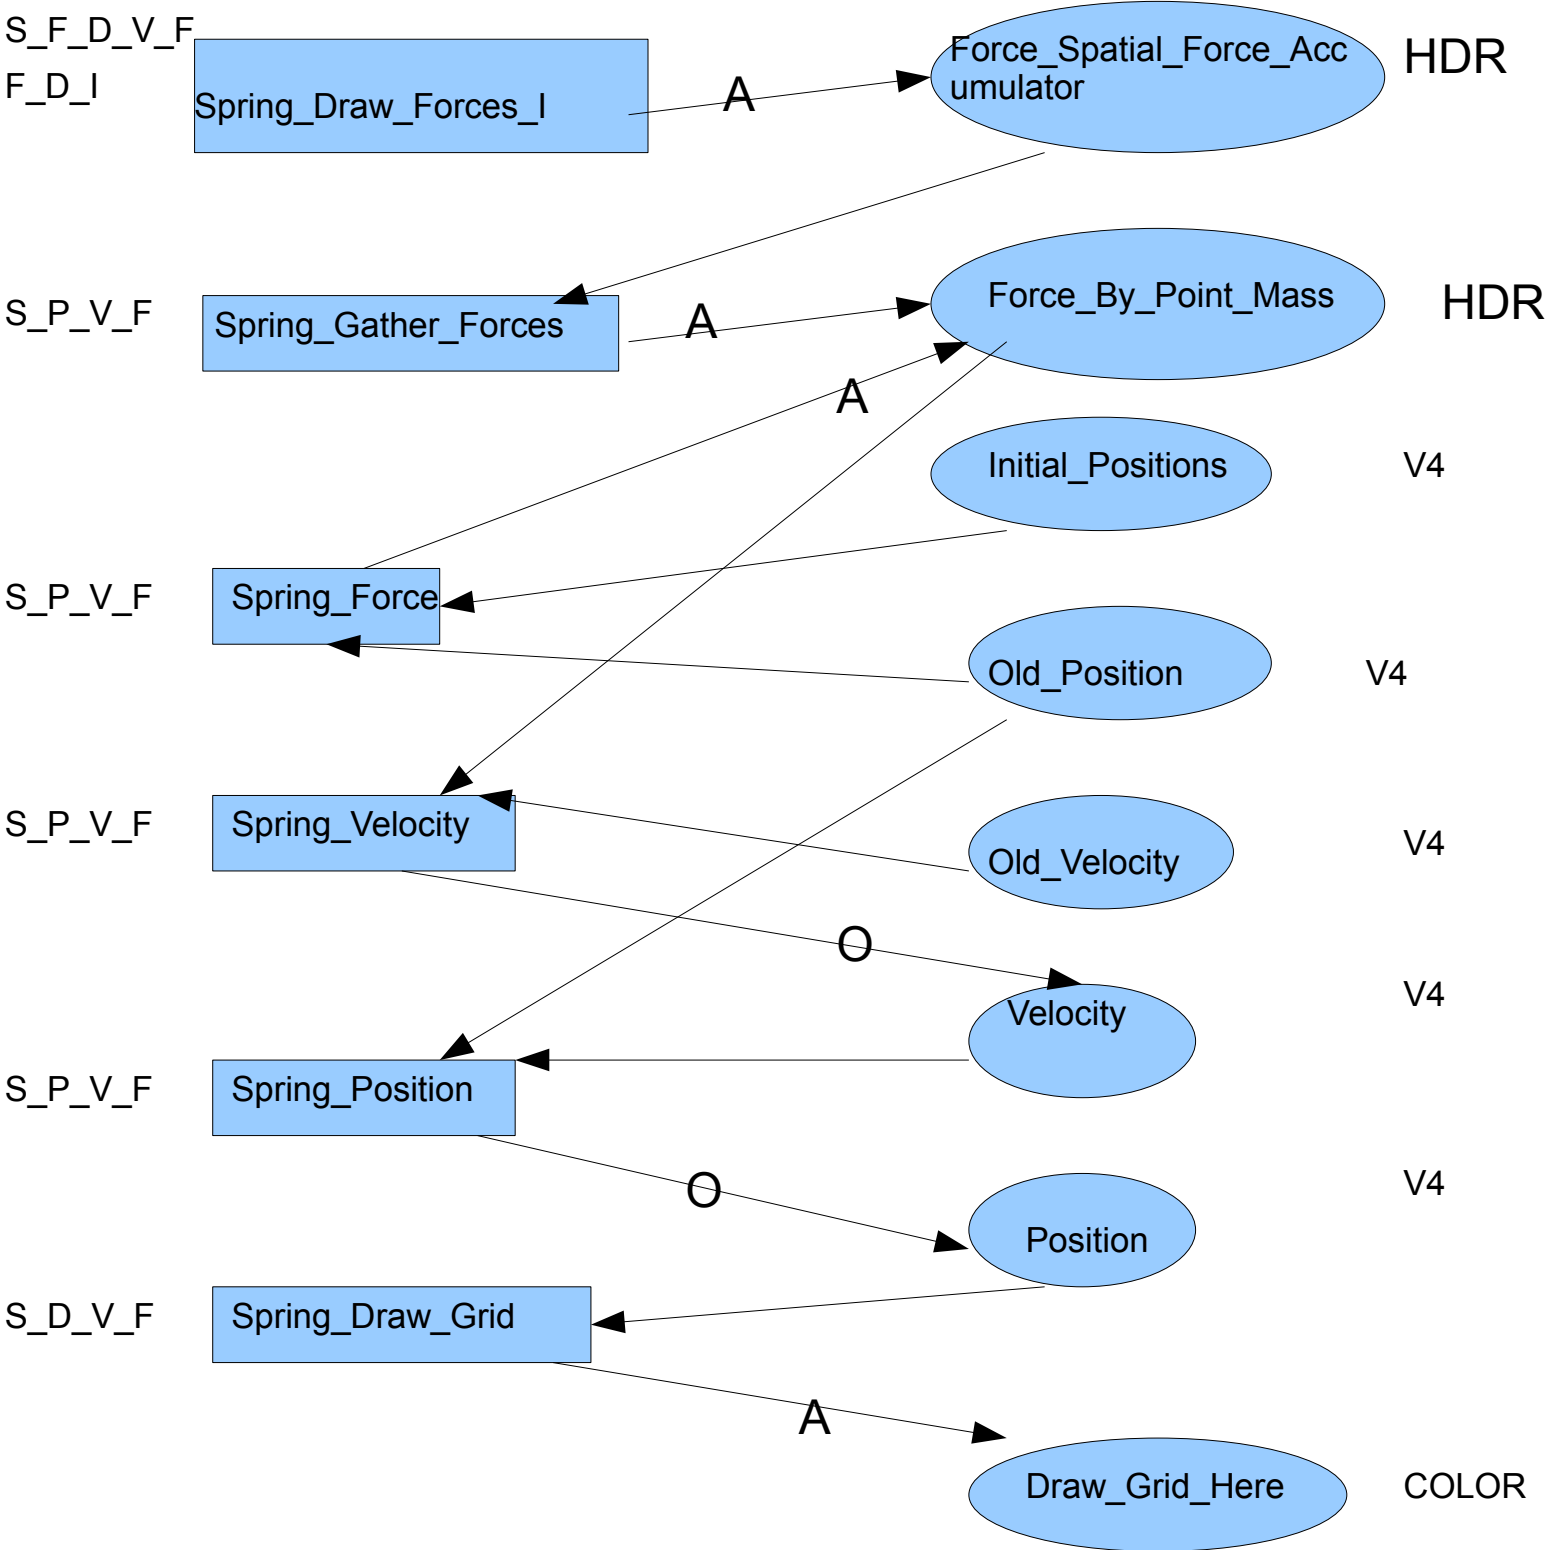 S_F_D_V_F
F_D_I
Spring_Draw_Forces_I
A
Force_Spatial_Force_Acc
umulator
HDR
S_P_V_F
Spring_Gather_Forces
A
Force_By_Point_Mass
HDR
A
Initial_Positions
V4
S_P_V_F
Spring_Force
Old_Position
V4
S_P_V_F
Spring_Velocity
Old_Velocity
V4
O
Velocity
V4
S_P_V_F
Spring_Position
O
Position
V4
S_D_V_F
Spring_Draw_Grid
A
Draw_Grid_Here
COLOR